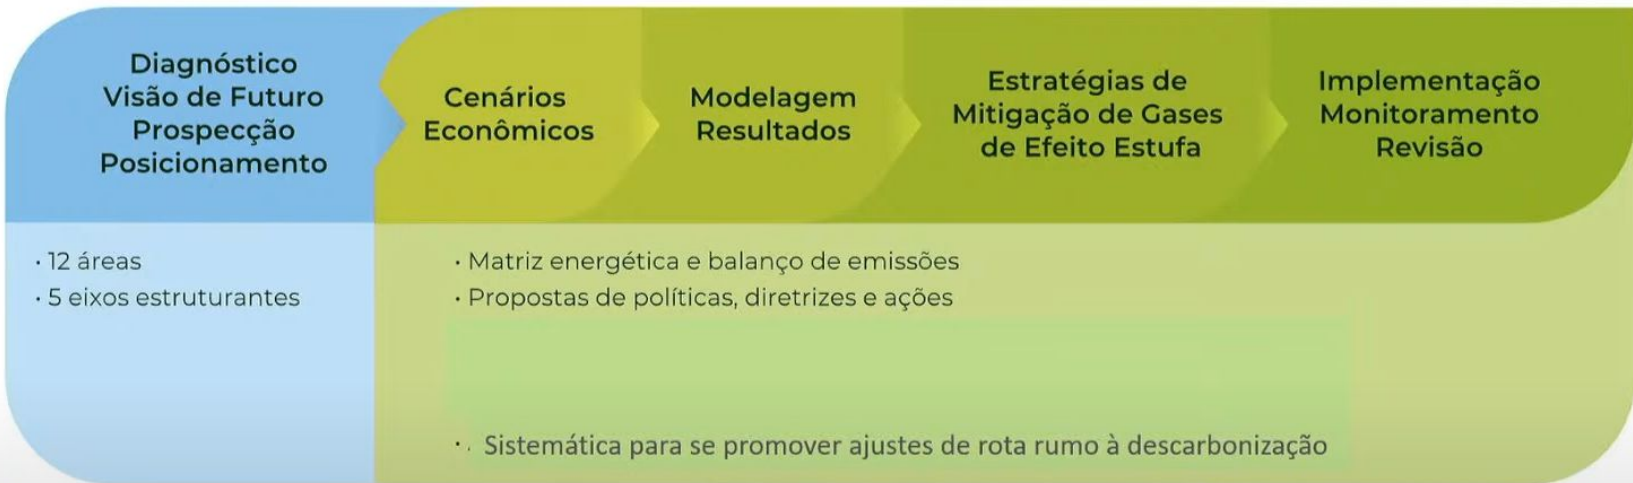 Diagnóstico
Visão de Futuro
Prospecção
Posicionamento
Cenários
Econômicos
Modelagem
Resultados
Estratégias de
Mitigação de Gases
de Efeito Estufa
Implementação
Monitoramento
Revisão
· 12 áreas
· 5 eixos estruturantes
· Matriz energética e balanço de emissões
· Propostas de políticas, diretrizes e ações
· . Sistemática para se promover ajustes de rota rumo à descarbonização